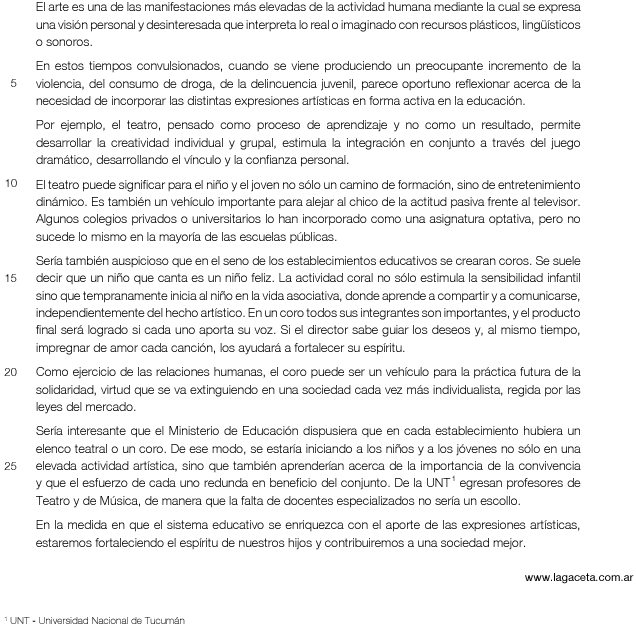 El arte es una de las manifestaciones más elevadas de la actividad humana mediante la cual se expresa
una visión personal y desinteresada que interpreta lo real o imaginado con recursos plásticos, lingüísticos
o sonoros.
En estos tiempos convulsionados, cuando se viene produciendo un preocupante incremento de la
5 violencia, del consumo de droga, de la delincuencia juvenil, parece oportuno reflexionar acerca de la
necesidad de incorporar las distintas expresiones artísticas en forma activa en la educación.
Por ejemplo, el teatro, pensado como proceso de aprendizaje y no como un resultado, permite
desarrollar la creatividad individual y grupal, estimula la integración en conjunto a través del juego
dramático, desarrollando el vínculo y la confianza personal.
10 El teatro puede significar para el niño y el joven no sólo un camino de formación, sino de entretenimiento
dinámico. Es también un vehículo importante para alejar al chico de la actitud pasiva frente al televisor.
Algunos colegios privados o universitarios lo han incorporado como una asignatura optativa, pero no
sucede lo mismo en la mayoría de las escuelas públicas.
Sería también auspicioso que en el seno de los establecimientos educativos se crearan coros. Se suele
15 decir que un niño que canta es un niño feliz. La actividad coral no sólo estimula la sensibilidad infantil
sino que tempranamente inicia al niño en la vida asociativa, donde aprende a compartir y a comunicarse,
independientemente del hecho artístico. En un coro todos sus integrantes son importantes, y el producto
final será logrado si cada uno aporta su voz. Si el director sabe guiar los deseos y, al mismo tiempo,
impregnar de amor cada canción, los ayudará a fortalecer su espíritu.
20 Como ejercicio de las relaciones humanas, el coro puede ser un vehículo para la práctica futura de la
solidaridad, virtud que se va extinguiendo en una sociedad cada vez más individualista, regida por las
leyes del mercado.
Sería interesante que el Ministerio de Educación dispusiera que en cada establecimiento hubiera un
elenco teatral o un coro. De ese modo, se estaría iniciando a los niños y a los jóvenes no sólo en una
25 elevada actividad artística, sino que también aprenderían acerca de la importancia de la convivencia
y que el esfuerzo de cada uno redunda en beneficio del conjunto. De la UNT¹ egresan profesores de
Teatro y de Música, de manera que la falta de docentes especializados no sería un escollo.
En la medida en que el sistema educativo se enriquezca con el aporte de las expresiones artísticas,
estaremos fortaleciendo el espíritu de nuestros hijos y contribuiremos a una sociedad mejor.
www.lagaceta.com.ar
¹ UNT - Universidad Nacional de Tucumán